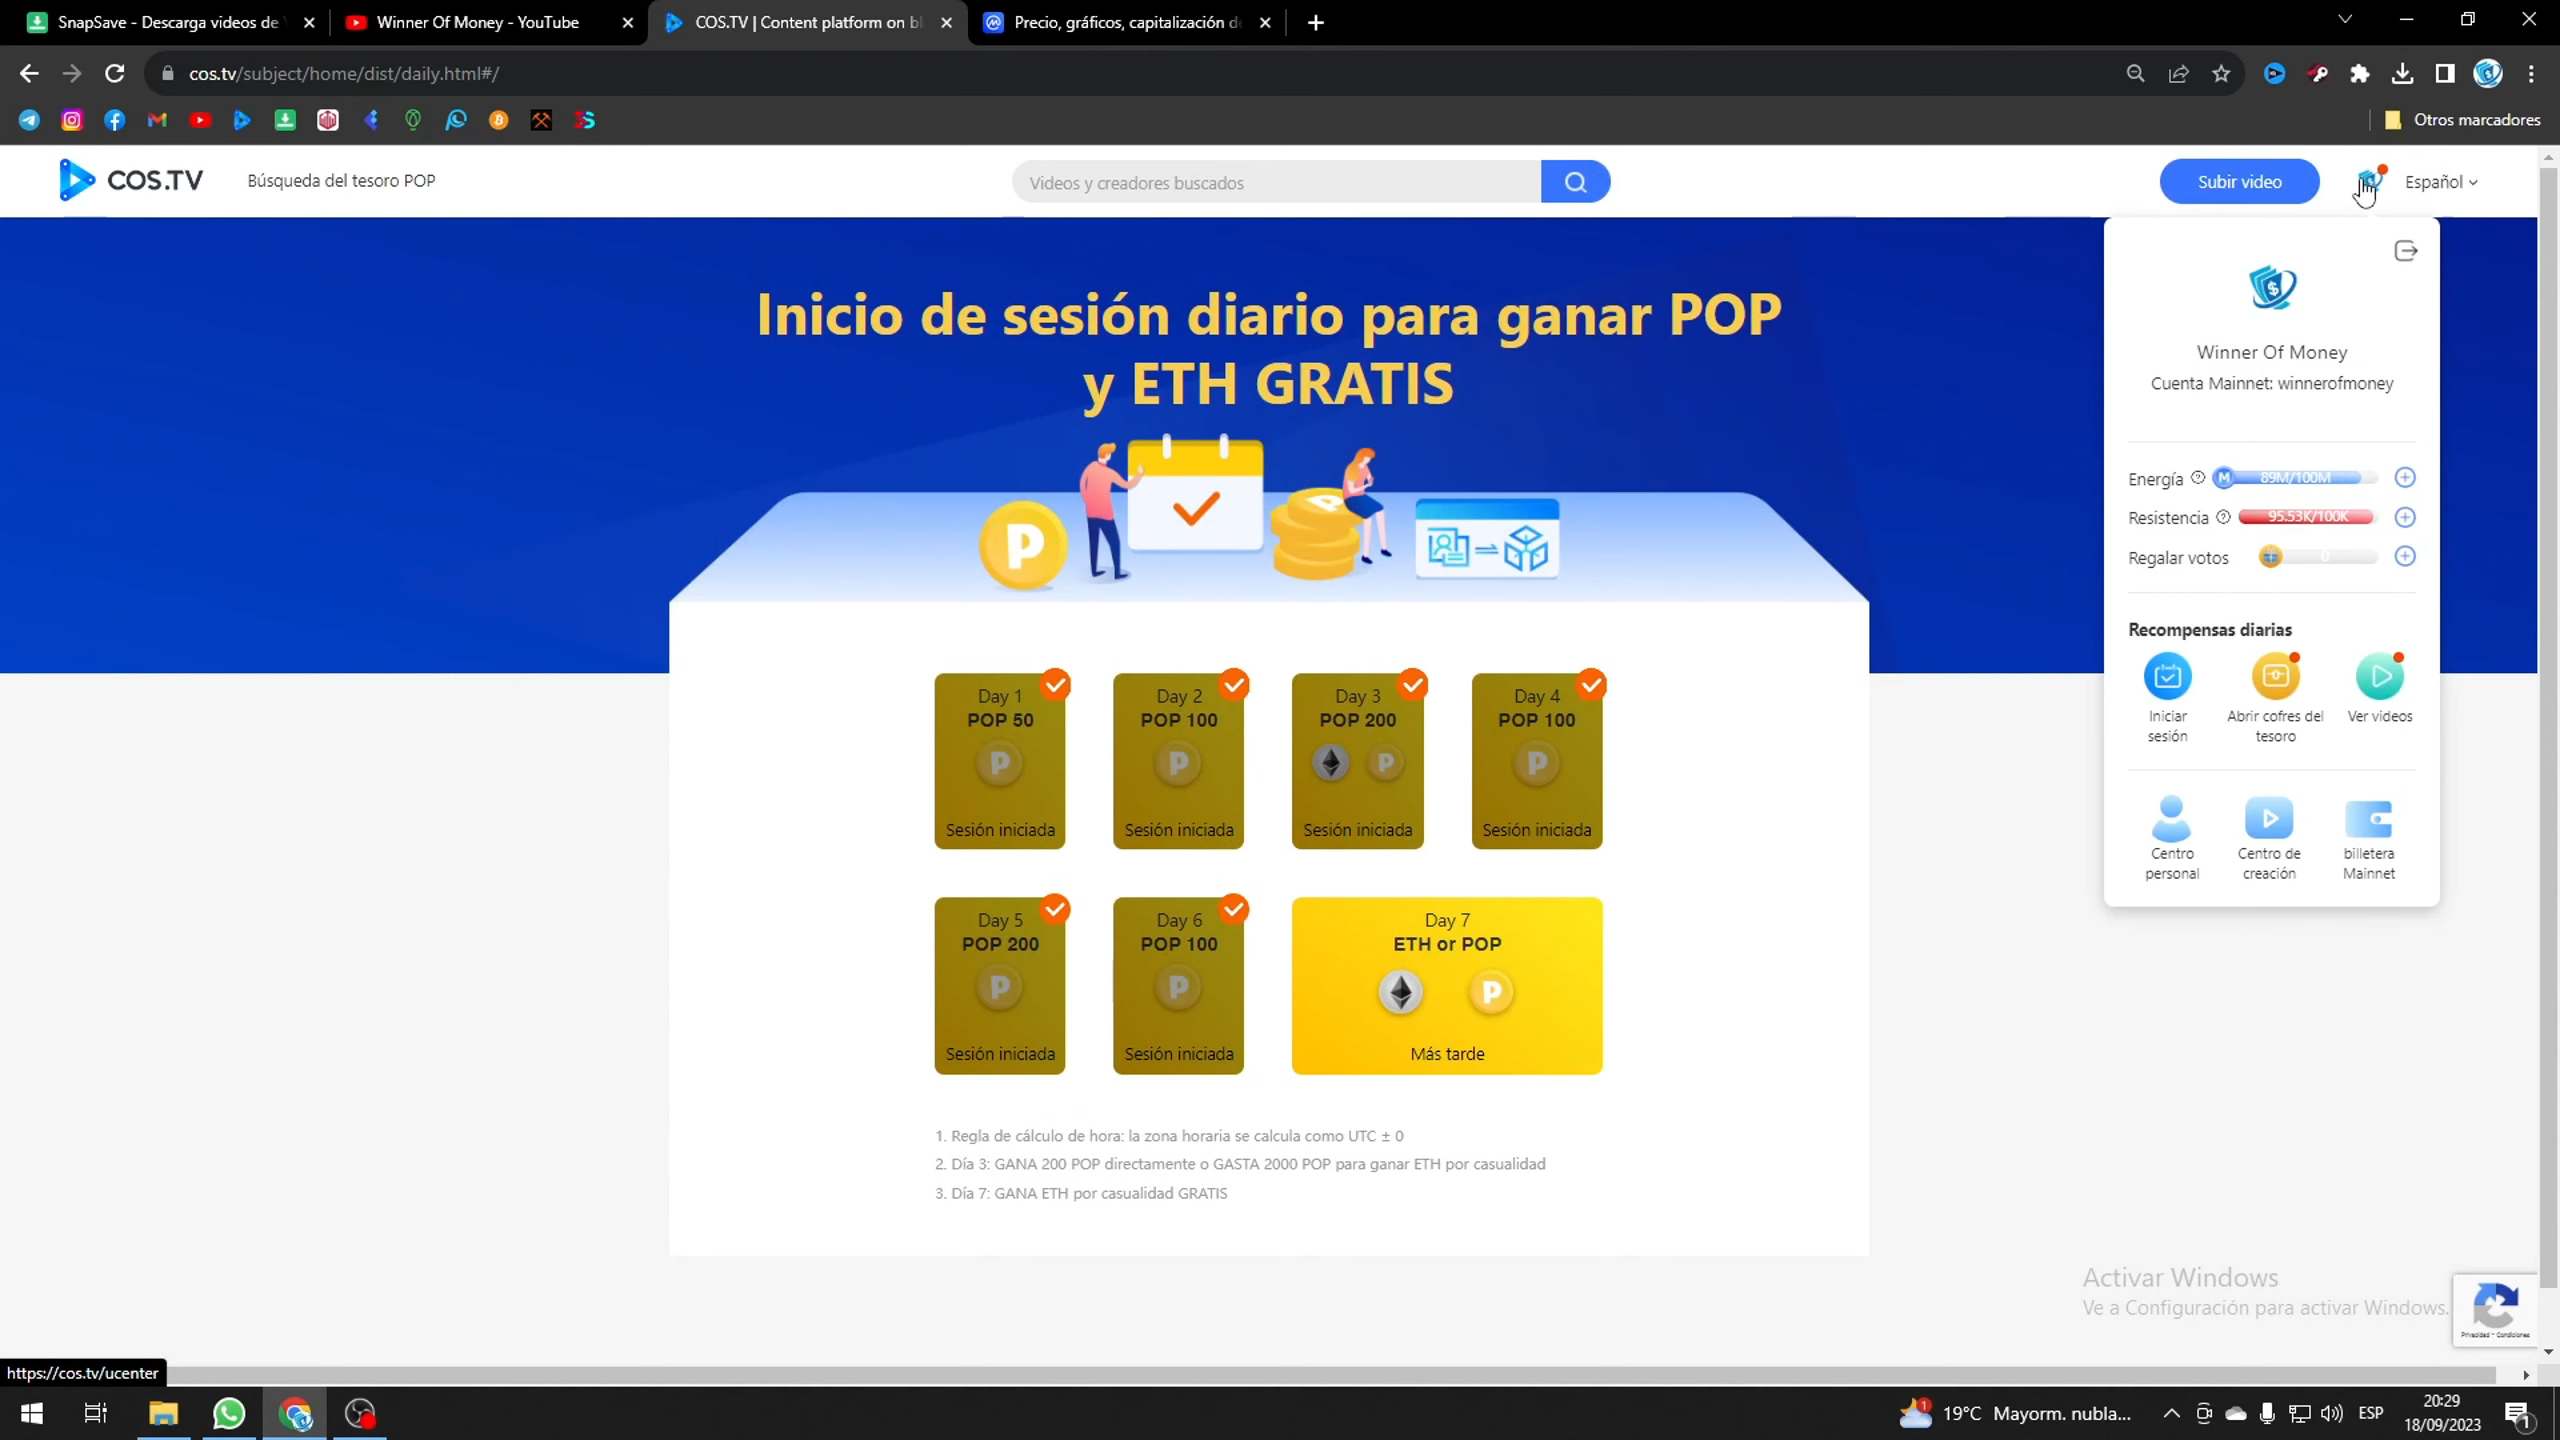 SnapSave - Descarga videos de
Winner Of Money - YouTube
COS.TV | Content platform on bl
Precio, gráficos, capitalización de
cos.tv/subject/home/dist/daily.html#/
Otros marcadores
COS.TV
Búsqueda del tesoro POP
Videos y creadores buscados
Subir video
Español
Inicio de sesión diario para ganar POP
y ETH GRATIS
Winner Of Money
Cuenta Mainnet: winnerofmoney
Energía
M
89M/100M
Resistencia
95.53K/100K
Regalar votos
0
Recompensas diarias
Iniciar
sesión
Abrir cofres del
tesoro
Ver videos
Centro
personal
Centro de
creación
billetera
Mainnet
P
P
Day 1
POP 50
P
Sesión iniciada
Day 2
POP 100
P
Sesión iniciada
Day 3
POP 200
P
Sesión iniciada
Day 4
POP 100
P
Sesión iniciada
Day 5
POP 200
P
Sesión iniciada
Day 6
POP 100
P
Sesión iniciada
Day 7
ETH or POP
P
Más tarde
1. Regla de cálculo de hora: la zona horaria se calcula como UTC ± 0
2. Día 3: GANA 200 POP directamente o GASTA 2000 POP para ganar ETH por casualidad
3. Día 7: GANA ETH por casualidad GRATIS
Activar Windows
Ve a Configuración para activar Windows.
Privacidad - Condiciones
https://cos.tv/ucenter
1
19°C Mayorm. nubla...
ESP
20:29
18/09/2023
1